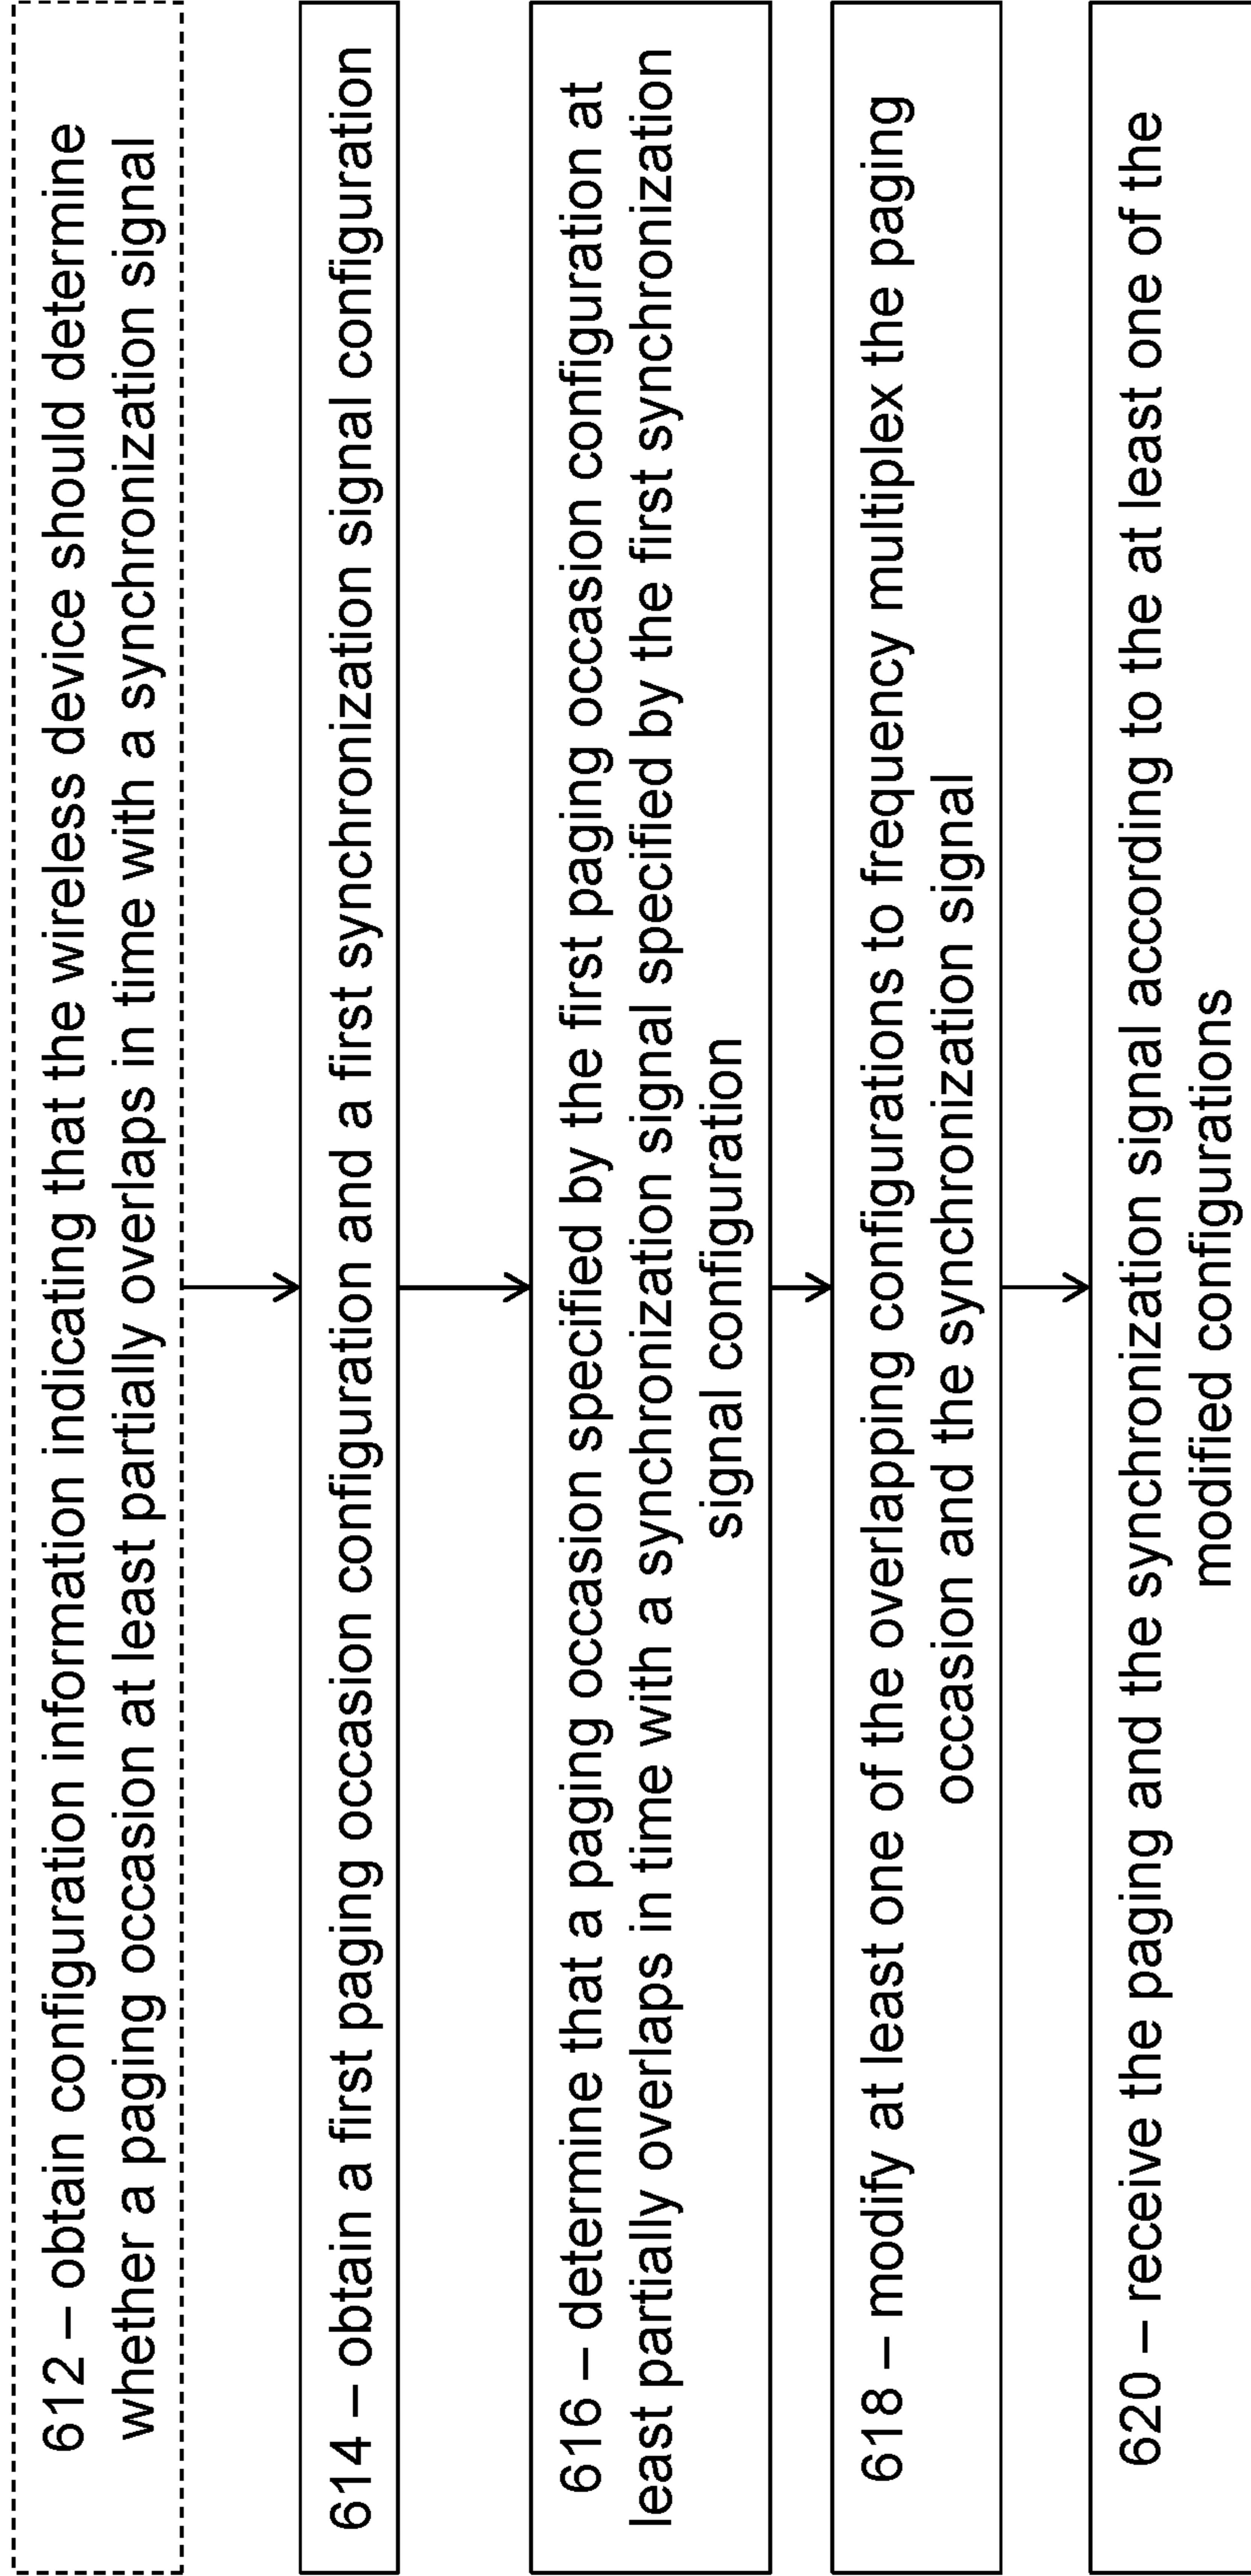 612 – obtain configuration information indicating that the wireless device should determine
whether a paging occasion at least partially overlaps in time with a synchronization signal
614 – obtain a first paging occasion configuration and a first synchronization signal configuration
616 – determine that a paging occasion specified by the first paging occasion configuration at
least partially overlaps in time with a synchronization signal specified by the first synchronization
signal configuration
618 – modify at least one of the overlapping configurations to frequency multiplex the paging
occasion and the synchronization signal
620 – receive the paging and the synchronization signal according to the at least one of the
modified configurations